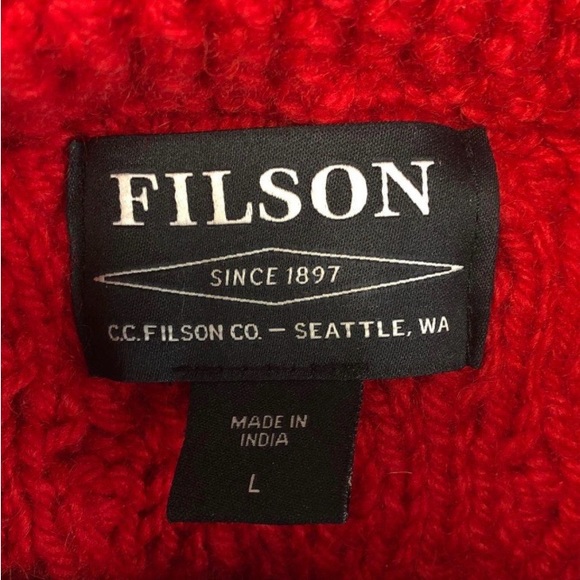 FILSON
SINCE 1897
C.C.FILSON CO. – SEATTLE, WA
MADE IN
INDIA
L